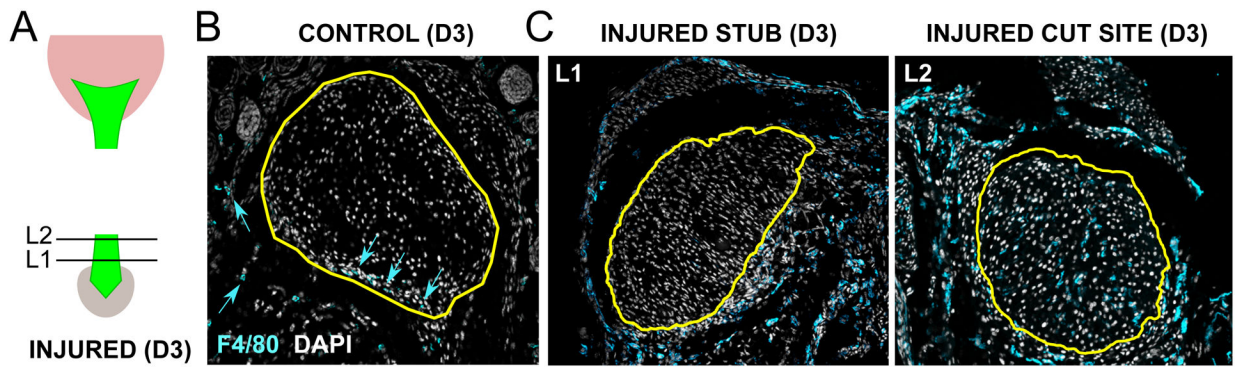 A
B CONTROL (D3)
C INJURED STUB (D3) INJURED CUT SITE (D3)
L1
L2
L2
L1
INJURED (D3)
F4/80 DAPI